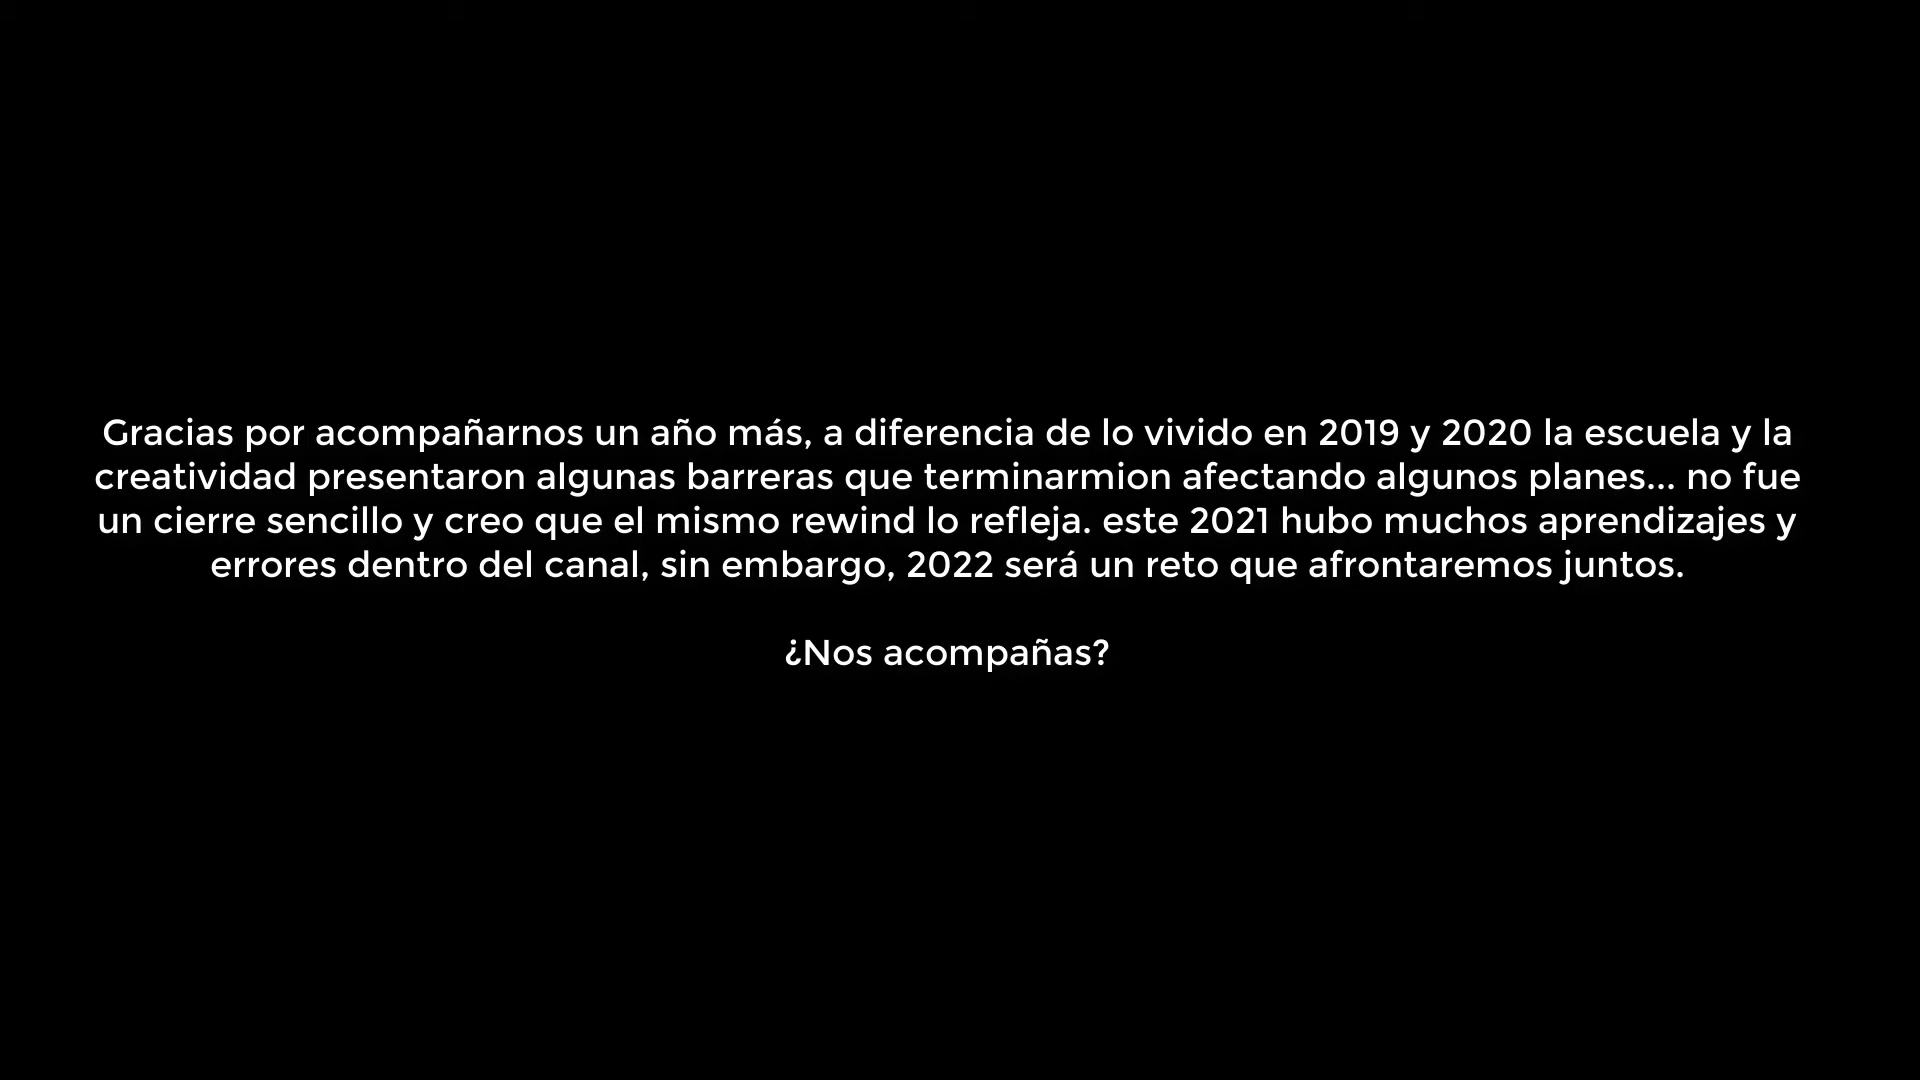 Gracias por acompañarnos un año más, a diferencia de lo vivido en 2019 y 2020 la escuela y la
creatividad presentaron algunas barreras que terminarmion afectando algunos planes... no fue
un cierre sencillo y creo que el mismo rewind lo refleja. este 2021 hubo muchos aprendizajes y
errores dentro del canal, sin embargo, 2022 será un reto que afrontaremos juntos.
¿Nos acompañas?